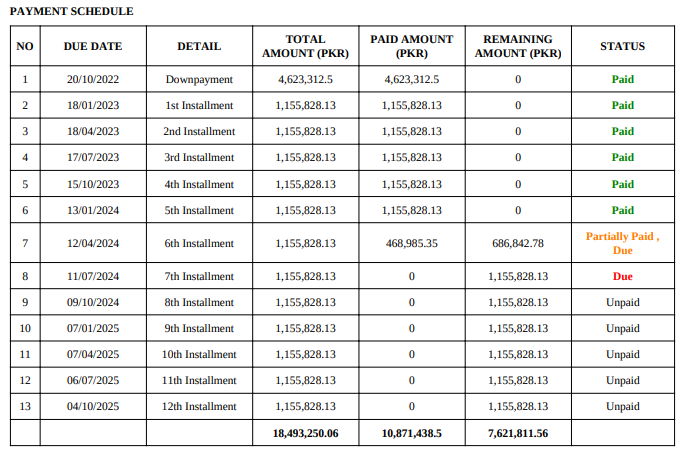 PAYMENT SCHEDULE
NO DUE DATE DETAIL TOTAL AMOUNT (PKR) PAID AMOUNT (PKR) REMAINING AMOUNT (PKR) STATUS
1 20/10/2022 Downpayment 4,623,312.5 4,623,312.5 0 Paid
2 18/01/2023 1st Installment 1,155,828.13 1,155,828.13 0 Paid
3 18/04/2023 2nd Installment 1,155,828.13 1,155,828.13 0 Paid
4 17/07/2023 3rd Installment 1,155,828.13 1,155,828.13 0 Paid
5 15/10/2023 4th Installment 1,155,828.13 1,155,828.13 0 Paid
6 13/01/2024 5th Installment 1,155,828.13 1,155,828.13 0 Paid
7 12/04/2024 6th Installment 1,155,828.13 468,985.35 686,842.78 Partially Paid , Due
8 11/07/2024 7th Installment 1,155,828.13 0 1,155,828.13 Due
9 09/10/2024 8th Installment 1,155,828.13 0 1,155,828.13 Unpaid
10 07/01/2025 9th Installment 1,155,828.13 0 1,155,828.13 Unpaid
11 07/04/2025 10th Installment 1,155,828.13 0 1,155,828.13 Unpaid
12 06/07/2025 11th Installment 1,155,828.13 0 1,155,828.13 Unpaid
13 04/10/2025 12th Installment 1,155,828.13 0 1,155,828.13 Unpaid
18,493,250.06 10,871,438.5 7,621,811.56